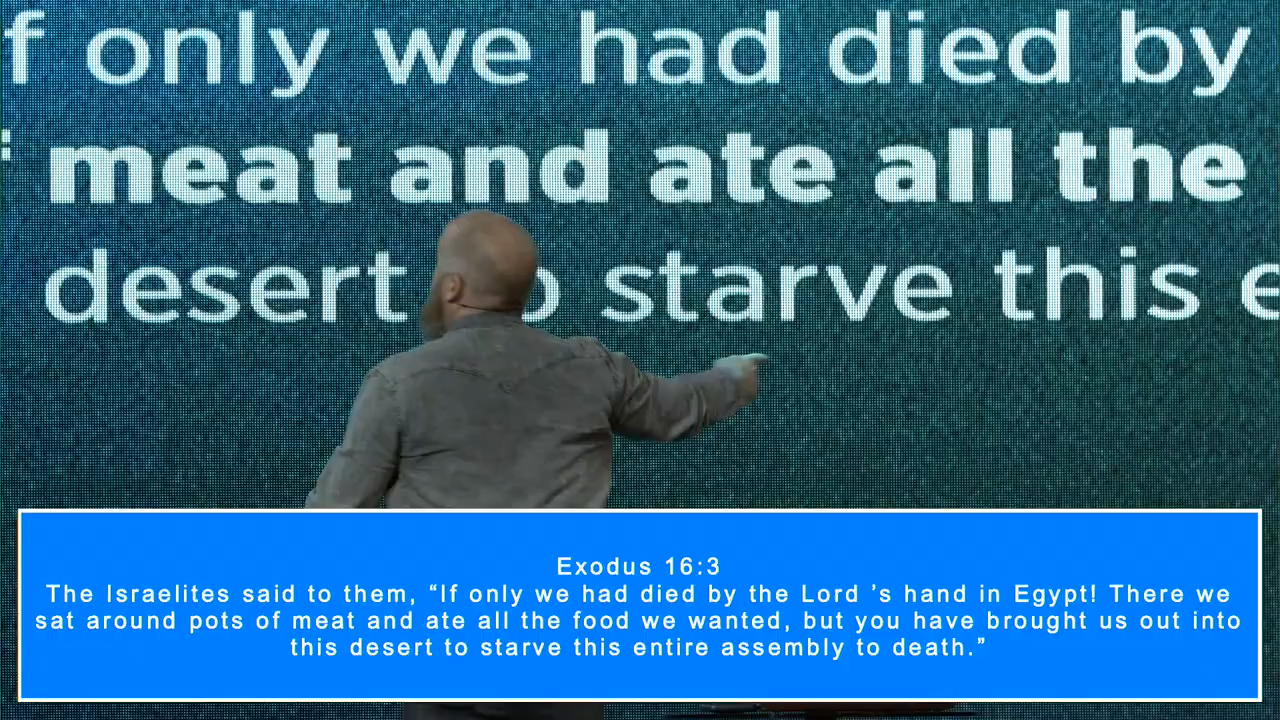 f only we had died by
meat and ate all the
desert o starve this e
Exodus 16:3
The Israelites said to them, “If only we had died by the Lord ’s hand in Egypt! There we
sat around pots of meat and ate all the food we wanted, but you have brought us out into
this desert to starve this entire assembly to death.”